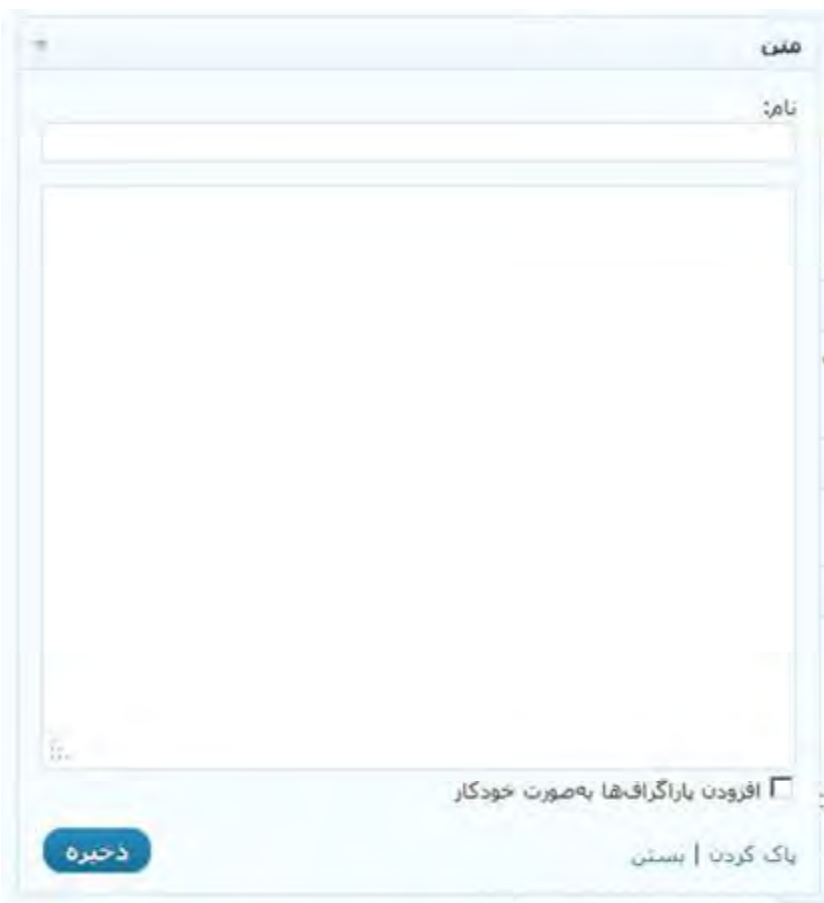 متن
نام:
افزودن پاراگراف‌ها به‌صورت خودکار
پاک کردن | بستن
ذخیره